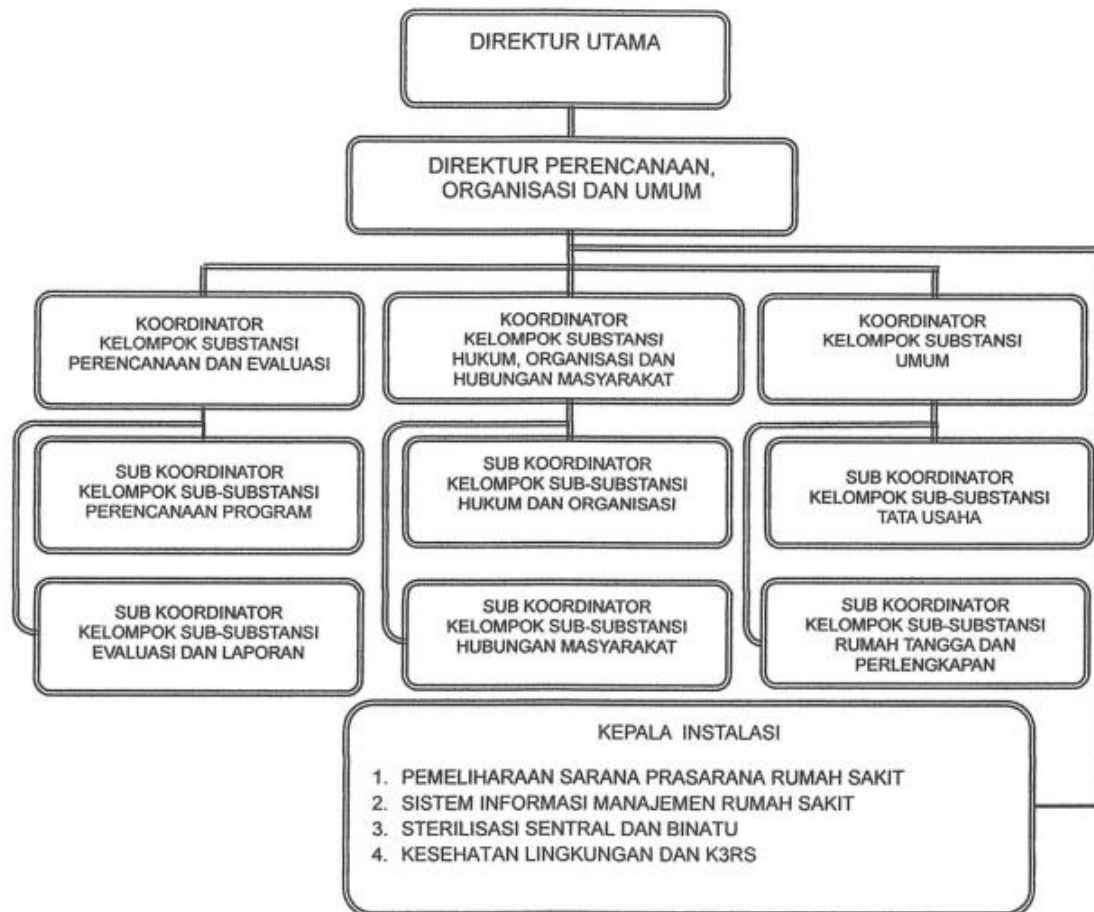 DIREKTUR UTAMA
DIREKTUR PERENCANAAN,
ORGANISASI DAN UMUM
KOORDINATOR
KELOMPOK SUBSTANSI
PERENCANAAN DAN EVALUASI
KOORDINATOR
KELOMPOK SUBSTANSI
HUKUM, ORGANISASI DAN
HUBUNGAN MASYARAKAT
KOORDINATOR
KELOMPOK SUBSTANSI
UMUM
SUB KOORDINATOR
KELOMPOK SUB-SUBSTANSI
PERENCANAAN PROGRAM
SUB KOORDINATOR
KELOMPOK SUB-SUBSTANSI
HUKUM DAN ORGANISASI
SUB KOORDINATOR
KELOMPOK SUB-SUBSTANSI
TATA USAHA
SUB KOORDINATOR
KELOMPOK SUB-SUBSTANSI
EVALUASI DAN LAPORAN
SUB KOORDINATOR
KELOMPOK SUB-SUBSTANSI
HUBUNGAN MASYARAKAT
SUB KOORDINATOR
KELOMPOK SUB-SUBSTANSI
RUMAH TANGGA DAN
PERLENGKAPAN
KEPALA INSTALASI
1. PEMELIHARAAN SARANA PRASARANA RUMAH SAKIT
2. SISTEM INFORMASI MANAJEMEN RUMAH SAKIT
3. STERILISASI SENTRAL DAN BINATU
4. KESEHATAN LINGKUNGAN DAN K3RS